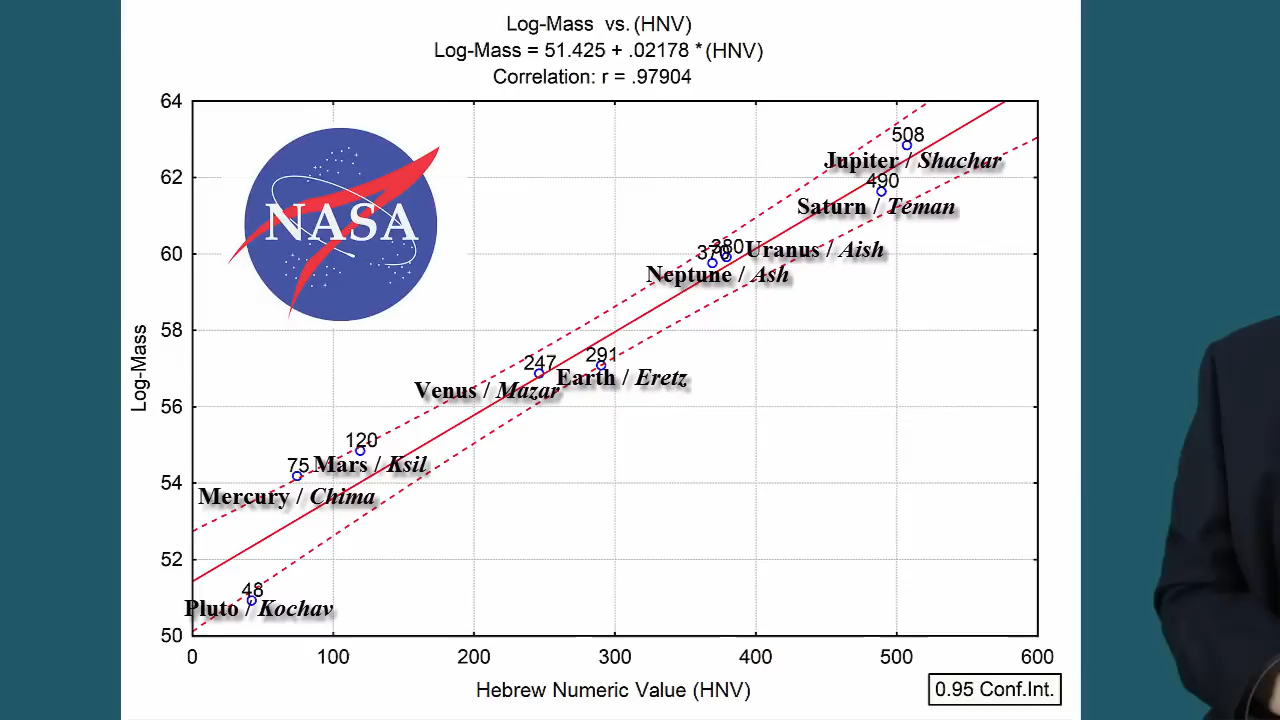 Log-Mass vs. (HNV)
Log-Mass = 51.425 + .02178 * (HNV)
Correlation: r = .97904
64
62
60
58
56
54
52
50
Log-Mass
NASA
508
Jupiter / Shachar
490
Saturn / Teman
370 380 Uranus / Aish
Neptune / Ash
247
291
Earth / Eretz
Venus / Mazar
120
75 Mars / Ksil
Mercury / Chima
48
Pluto / Kochav
0 100 200 300 400 500 600
Hebrew Numeric Value (HNV)
0.95 Conf.Int.